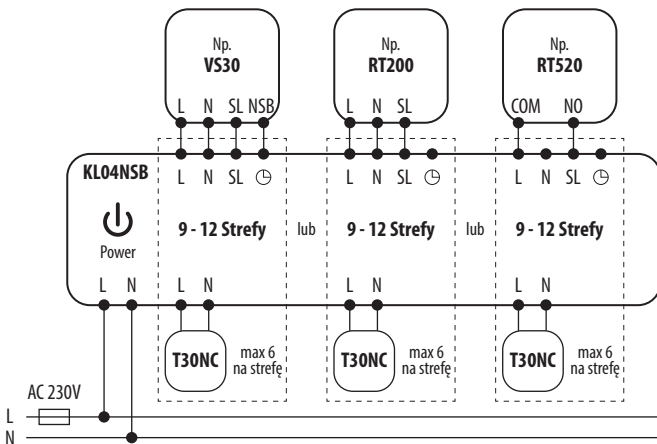 Np.
VS30
L N SL NSB
Np.
RT200
L N SL
Np.
RT520
COM NO
KL04NSB
Power
L N
L N SL
9 - 12 Strefy
L N
lub
L N SL
9 - 12 Strefy
L N
lub
L N SL
9 - 12 Strefy
L N
T30NC
max 6
na strefę
T30NC
max 6
na strefę
T30NC
max 6
na strefę
AC 230V
L
N